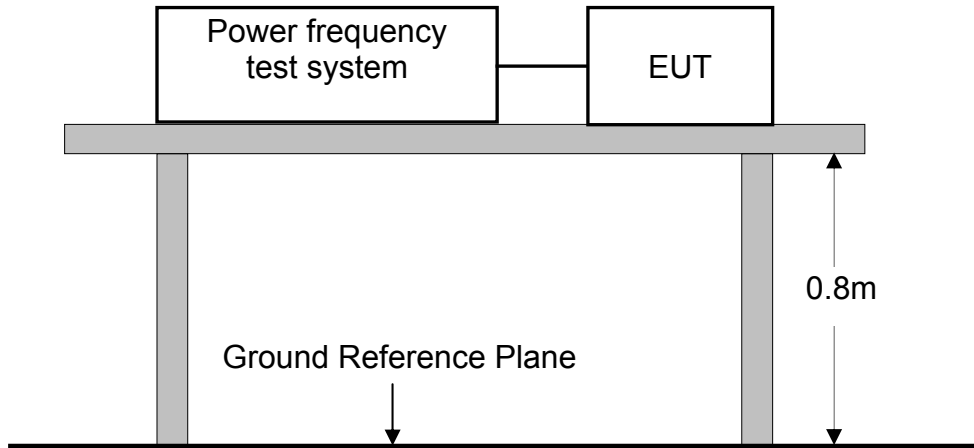 Power frequency
test system
EUT
0.8m
Ground Reference Plane